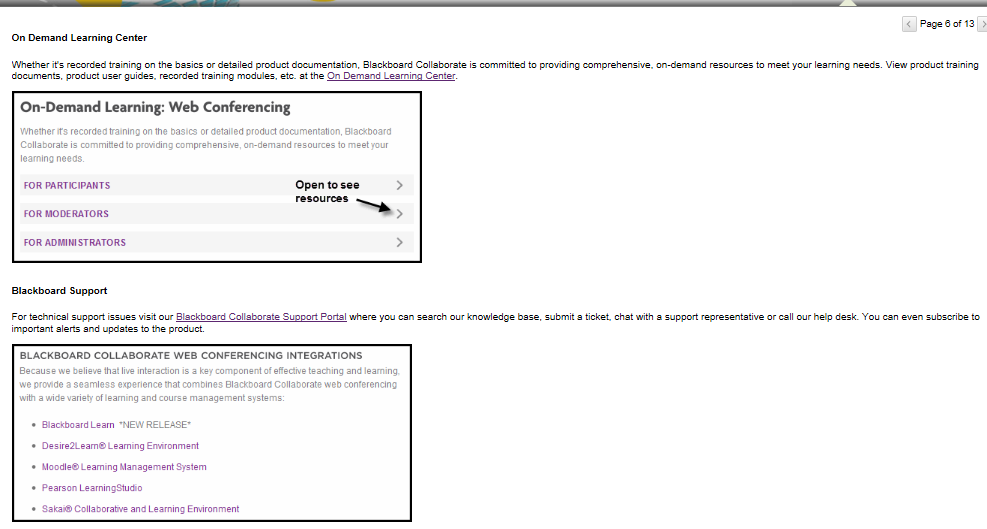 Page 6 of 13
On Demand Learning Center
Whether it's recorded training on the basics or detailed product documentation, Blackboard Collaborate is committed to providing comprehensive, on-demand resources to meet your learning needs. View product training
documents, product user guides, recorded training modules, etc. at the On Demand Learning Center.
On-Demand Learning: Web Conferencing
Whether it's recorded training on the basics or detailed product documentation, Blackboard
Collaborate is committed to providing comprehensive, on-demand resources to meet your
learning needs.
FOR PARTICIPANTS
Open to see
resources
FOR MODERATORS
FOR ADMINISTRATORS
Blackboard Support
For technical support issues visit our Blackboard Collaborate Support Portal where you can search our knowledge base, submit a ticket, chat with a support representative or call our help desk. You can even subscribe to
important alerts and updates to the product.
BLACKBOARD COLLABORATE WEB CONFERENCING INTEGRATIONS
Because we believe that live interaction is a key component of effective teaching and learning,
we provide a seamless experience that combines Blackboard Collaborate web conferencing
with a wide variety of learning and course management systems:
• Blackboard Learn *NEW RELEASE*
• Desire2Learn® Learning Environment
• Moodle® Learning Management System
• Pearson LearningStudio
• Sakai® Collaborative and Learning Environment